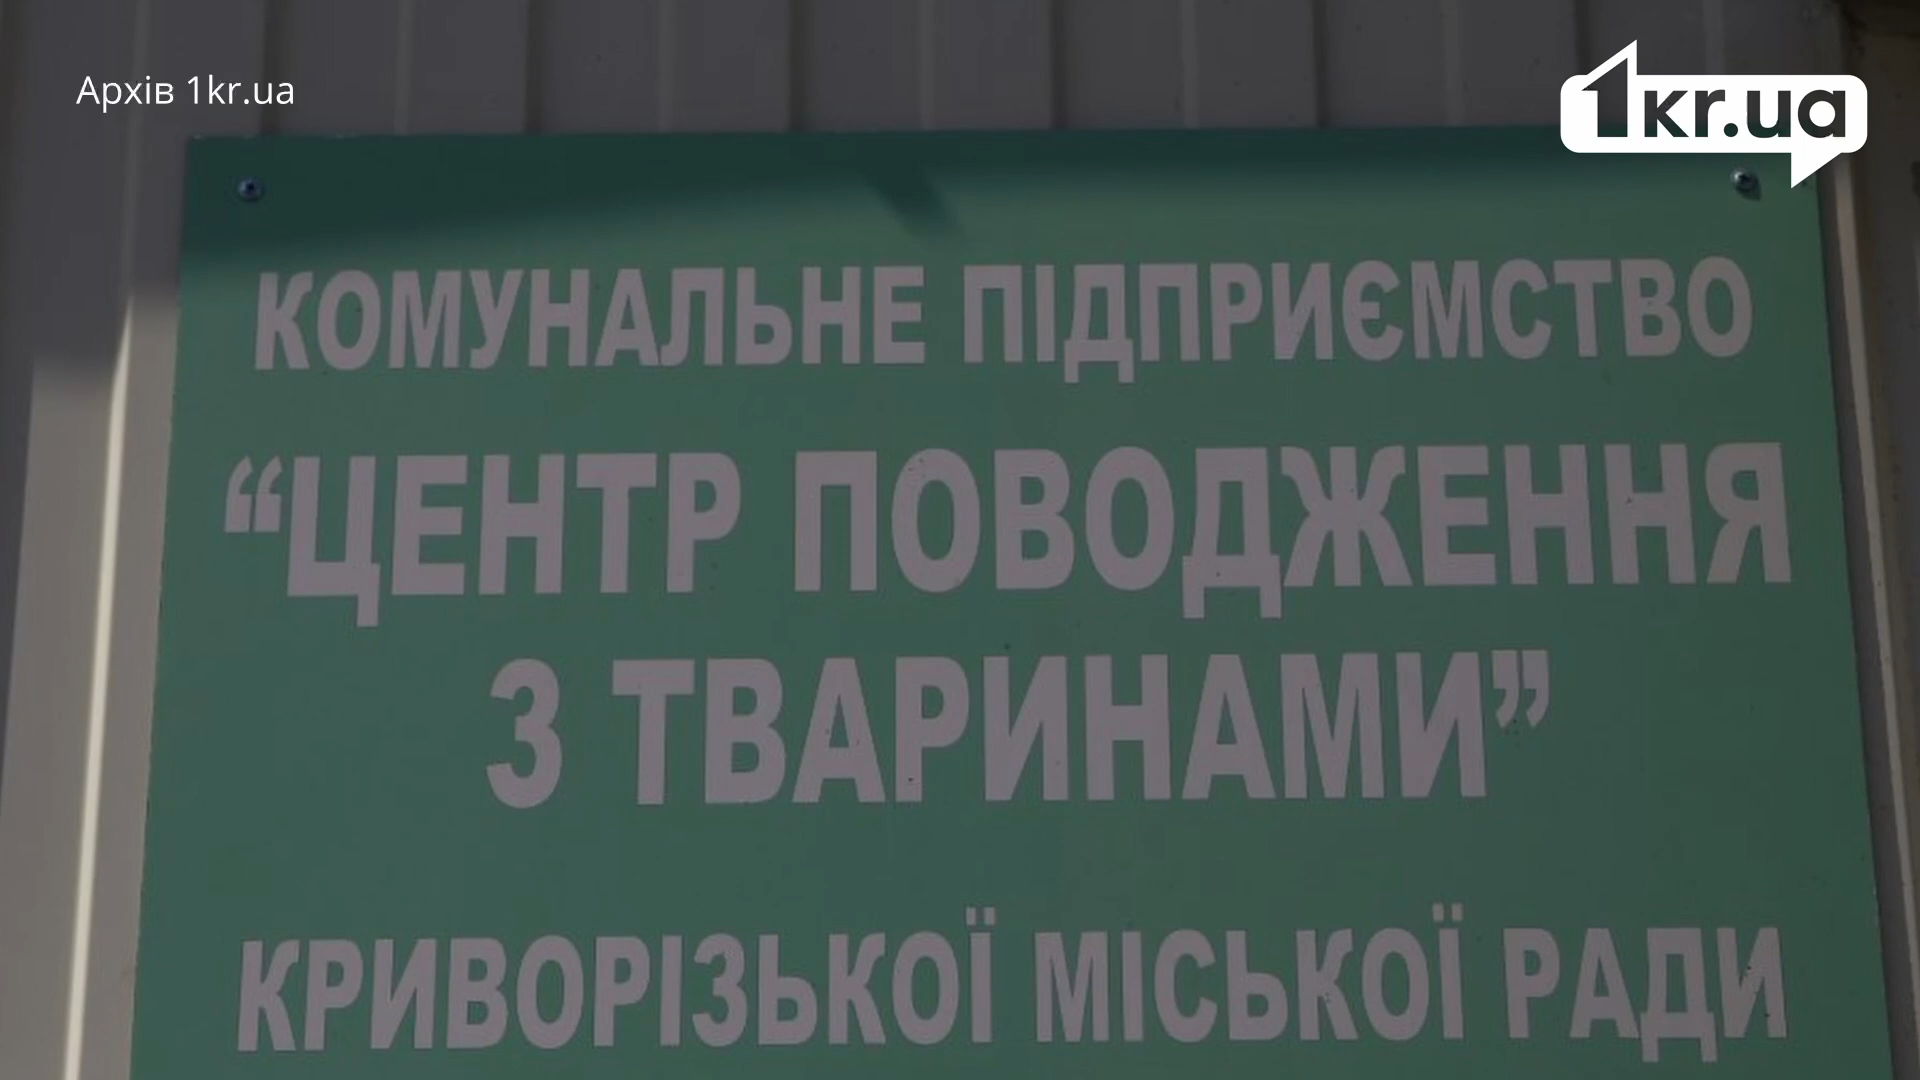 Архів 1kr.ua
1kr.ua
КОМУНАЛЬНЕ ПІДПРИЄМСТВО
“ЦЕНТР ПОВОДЖЕННЯ
З ТВАРИНАМИ”
КРИВОРІЗЬКОЇ МІСЬКОЇ РАДИ